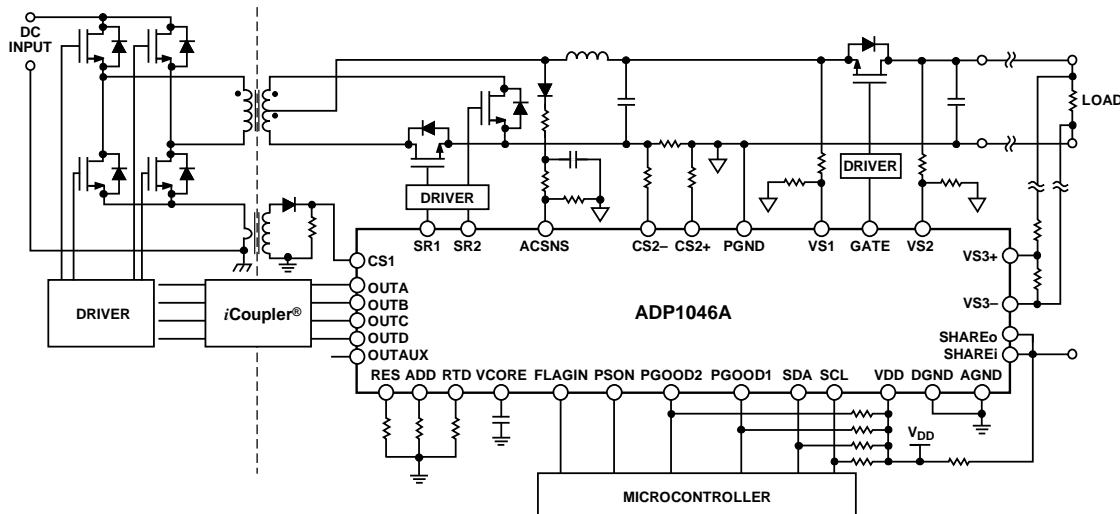 DC
INPUT
LOAD
DRIVER
DRIVER
SR1 SR2 ACSNS CS2– CS2+ PGND VS1 GATE VS2
CS1
VS3+
OUTA
OUTB
OUTC
OUTD
OUTAUX
DRIVER
iCoupler®
ADP1046A
VS3–
SHAREo
SHAREi
RES ADD RTD VCORE FLAGIN PSON PGOOD2 PGOOD1 SDA SCL VDD DGND AGND
VDD
MICROCONTROLLER